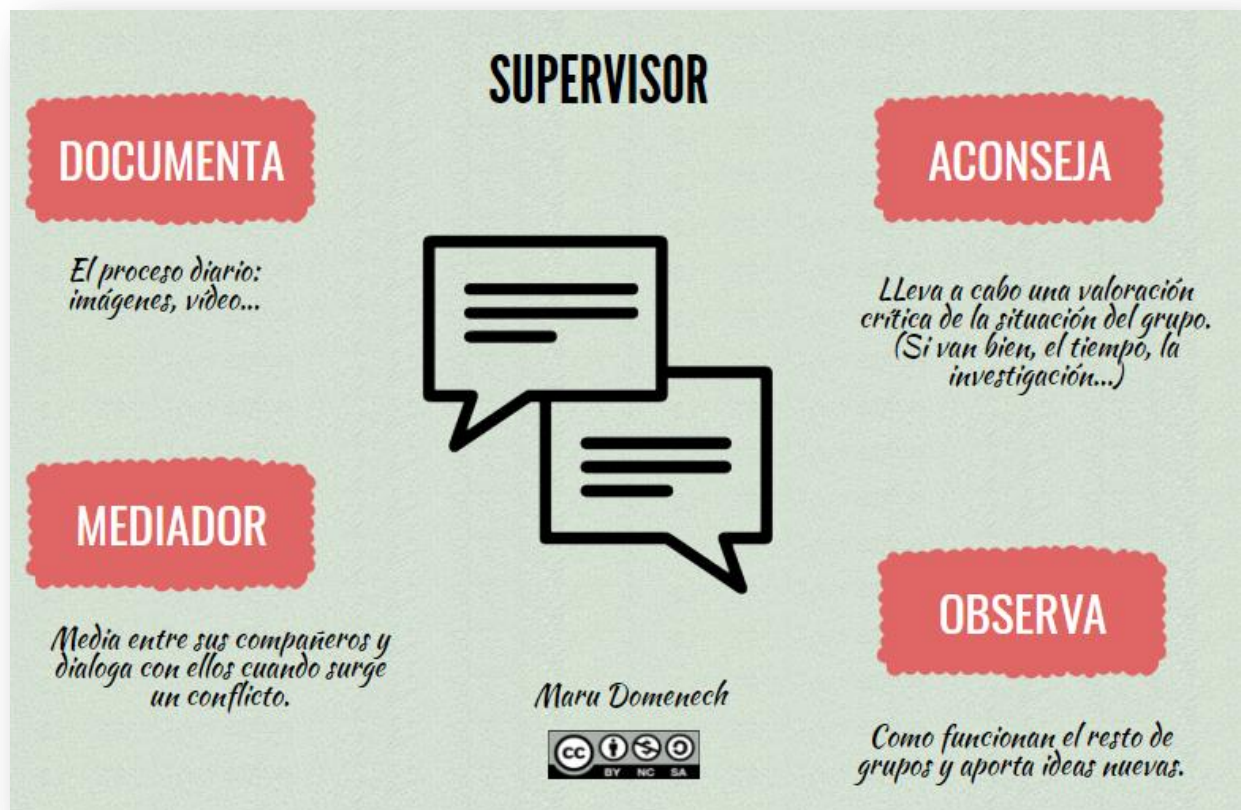 SUPERVISOR
DOCUMENTA
El proceso diario:
imágenes, vídeo...
ACONSEJA
LLeva a cabo una valoración
crítica de la situación del grupo.
(Si van bien, el tiempo, la
investigación...)
MEDIADOR
Media entre sus compañeros y
dialoga con ellos cuando surge
un conflicto.
OBSERVA
Como funcionan el resto de
grupos y aporta ideas nuevas.
Maru Domenech
cc
BY NC SA